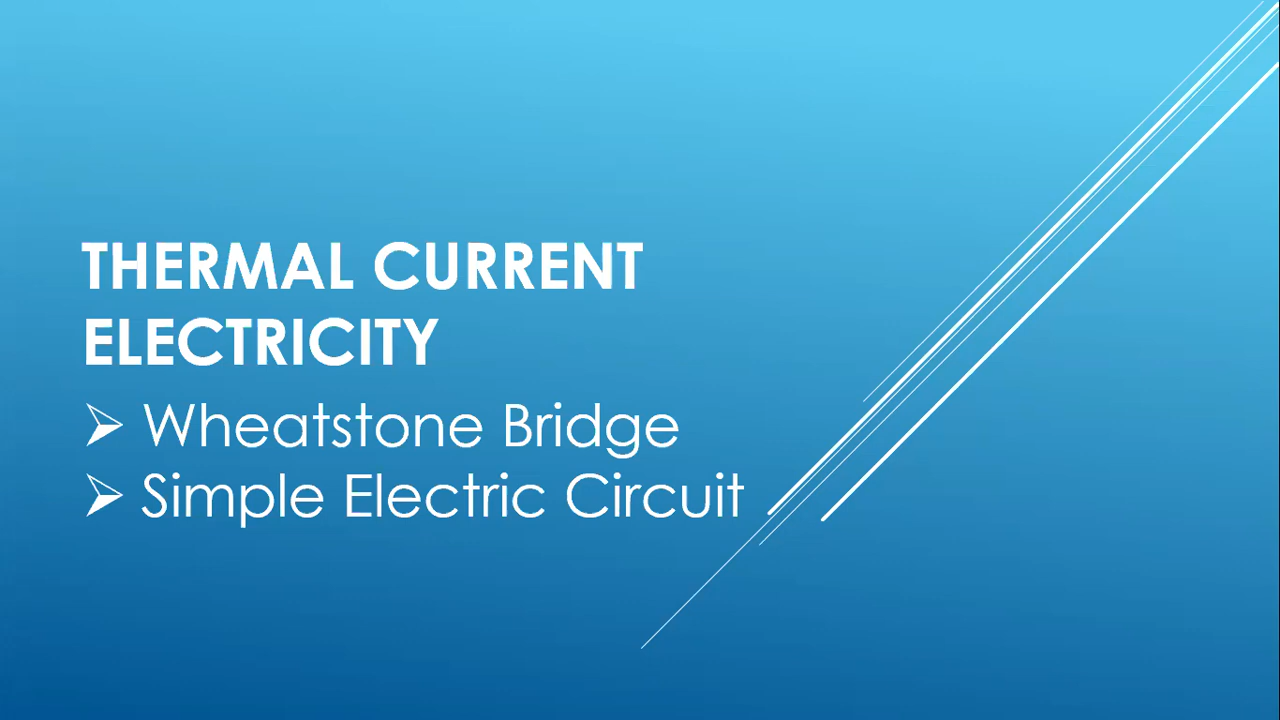 THERMAL CURRENT
ELECTRICITY
➢ Wheatstone Bridge
➢ Simple Electric Circuit